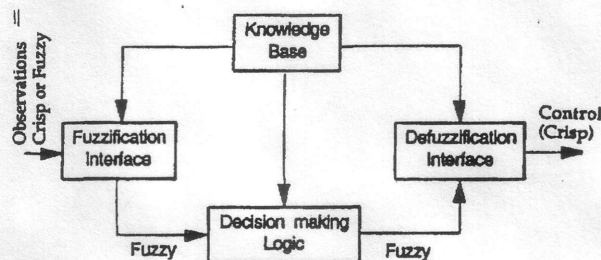 Observations
Crisp or Fuzzy
Knowledge
Base
Fuzzification
Interface
Defuzzification
Interface
Control
(Crisp)
Decision making
Logic
Fuzzy
Fuzzy